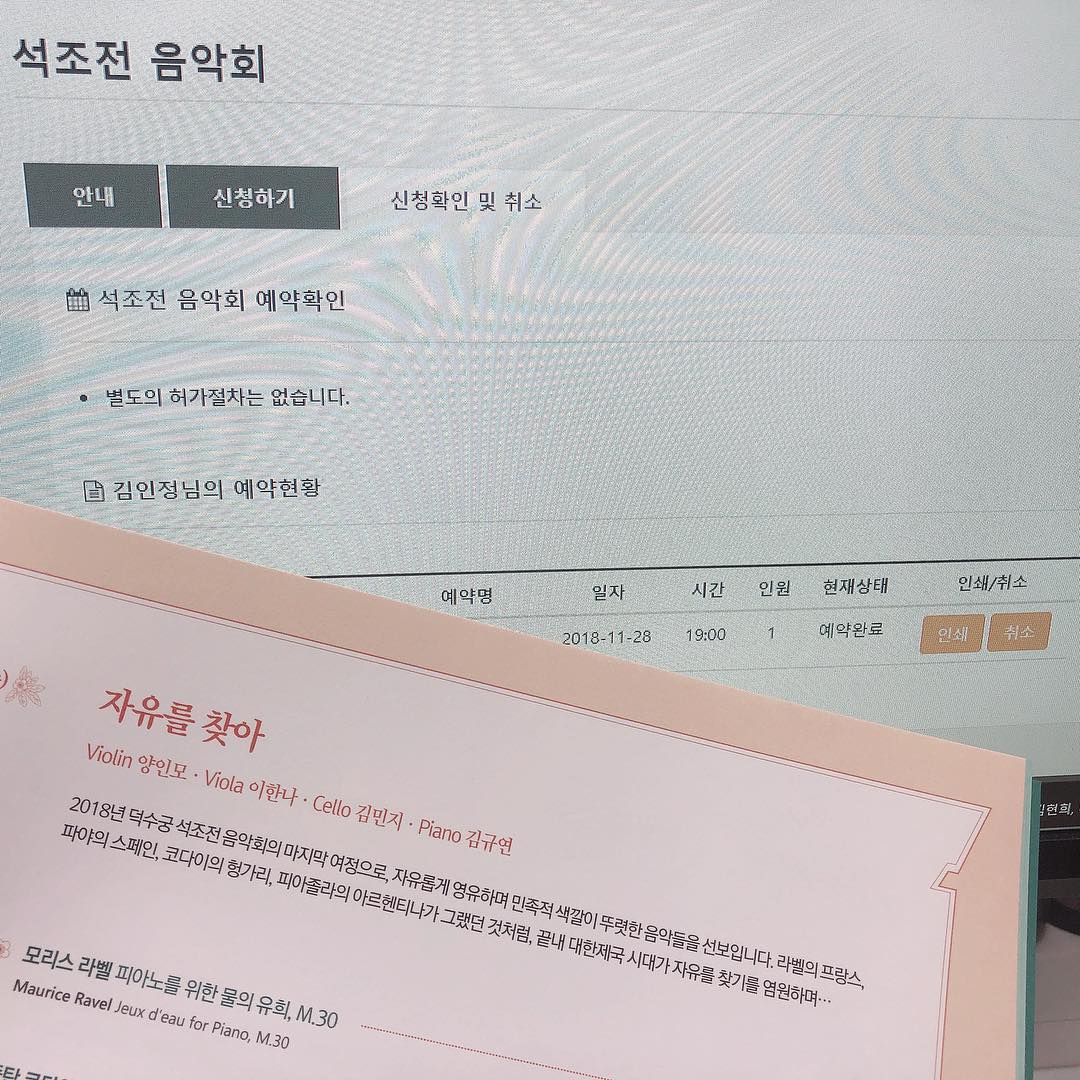 석조전 음악회
안내 신청하기 신청확인 및 취소
석조전 음악회 예약확인
• 별도의 허가절차는 없습니다.
김인정님의 예약현황
예약명 일자 시간 인원 현재상태 인쇄/취소
2018-11-28 19:00 1 예약완료 인쇄 취소
자유를 찾아
Violin 양인모 · Viola 이한나 · Cello 김민지 · Piano 김규연
2018년 덕수궁 석조전 음악회의 마지막 여정으로, 자유롭게 영유하며 민족적 색깔이 뚜렷한 음악들을 선보입니다. 라벨의 프랑스,
파야의 스페인, 코다이의 헝가리, 피아졸라의 아르헨티나가 그랬던 것처럼, 끝내 대한제국 시대가 자유를 찾기를 염원하며…
모리스 라벨 피아노를 위한 물의 유희, M.30
Maurice Ravel Jeux d'eau for Piano, M.30
김현희,